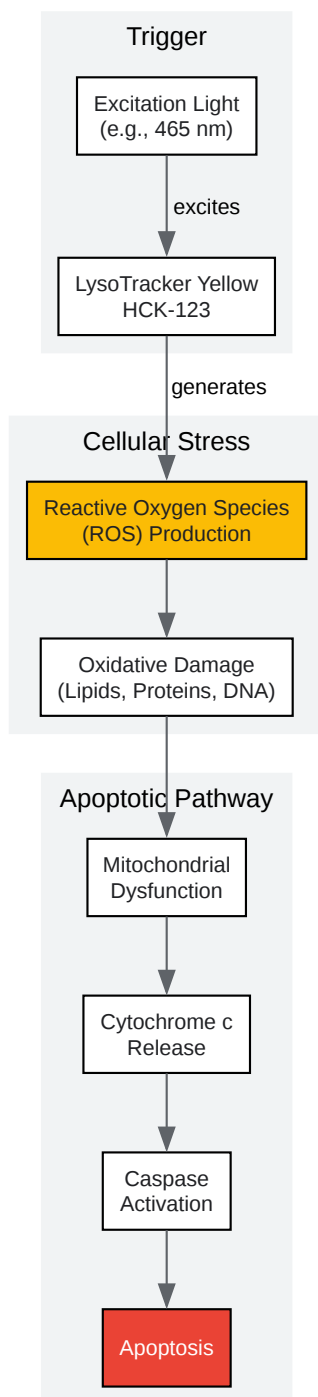 Trigger
Excitation Light
(e.g., 465 nm)
excites
LysoTracker Yellow
HCK-123
generates
Cellular Stress
Reactive Oxygen Species
(ROS) Production
Oxidative Damage
(Lipids, Proteins, DNA)
Apoptotic Pathway
Mitochondrial
Dysfunction
Cytochrome c
Release
Caspase
Activation
Apoptosis